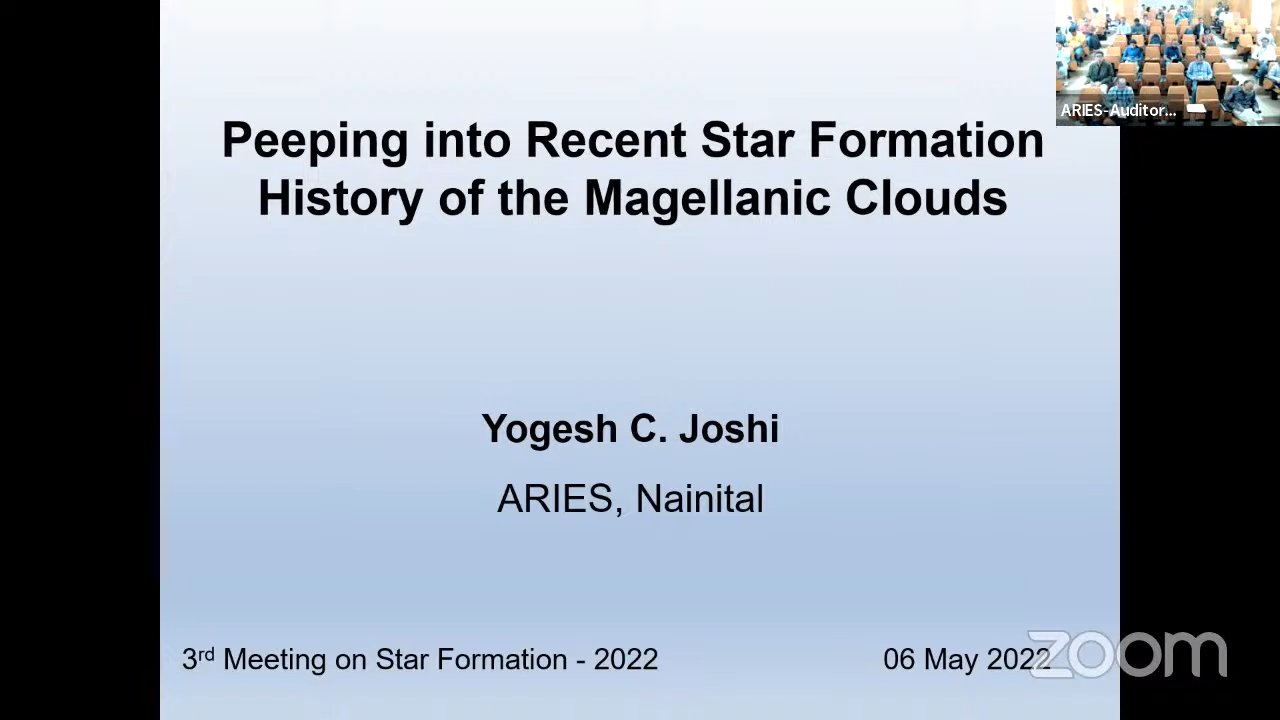 ARIES-Auditor...
Peeping into Recent Star Formation
History of the Magellanic Clouds
Yogesh C. Joshi
ARIES, Nainital
3rd Meeting on Star Formation - 2022
06 May 2022
zoom